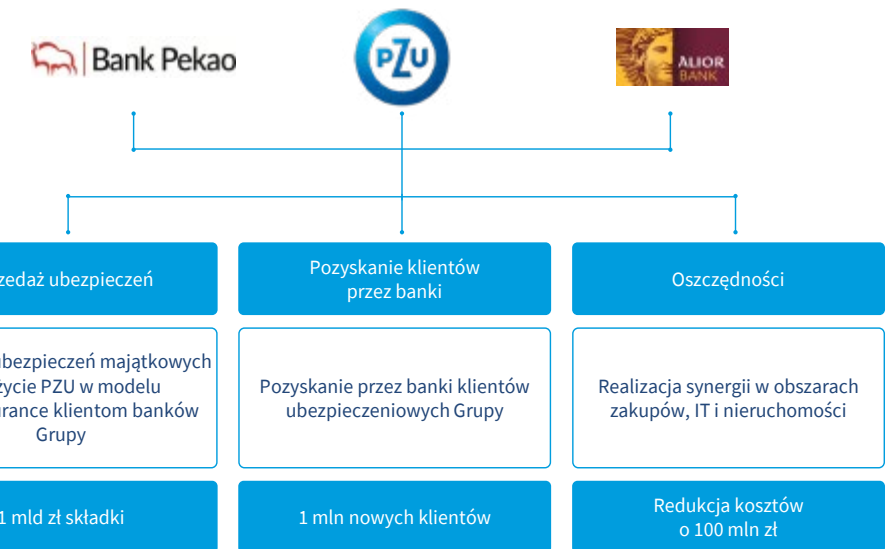 Bank Pekao
PZU
ALIOR
BANK
zedaż ubezpieczeń
Pozyskanie klientów
przez banki
Oszczędności
ubezpieczeń majątkowych
życie PZU w modelu
urance klientom banków
Grupy
Pozyskanie przez banki klientów
ubezpieczeniowych Grupy
Realizacja synergii w obszarach
zakupów, IT i nieruchomości
1 mld zł składki
1 mln nowych klientów
Redukcja kosztów
o 100 mln zł